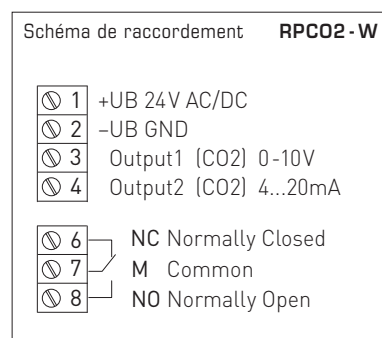 Schéma de raccordement RPCO2-W
1 +UB 24V AC/DC
2 –UB GND
3 Output1 (CO2) 0-10V
4 Output2 (CO2) 4...20mA
6 NC Normally Closed
7 M Common
8 NO Normally Open